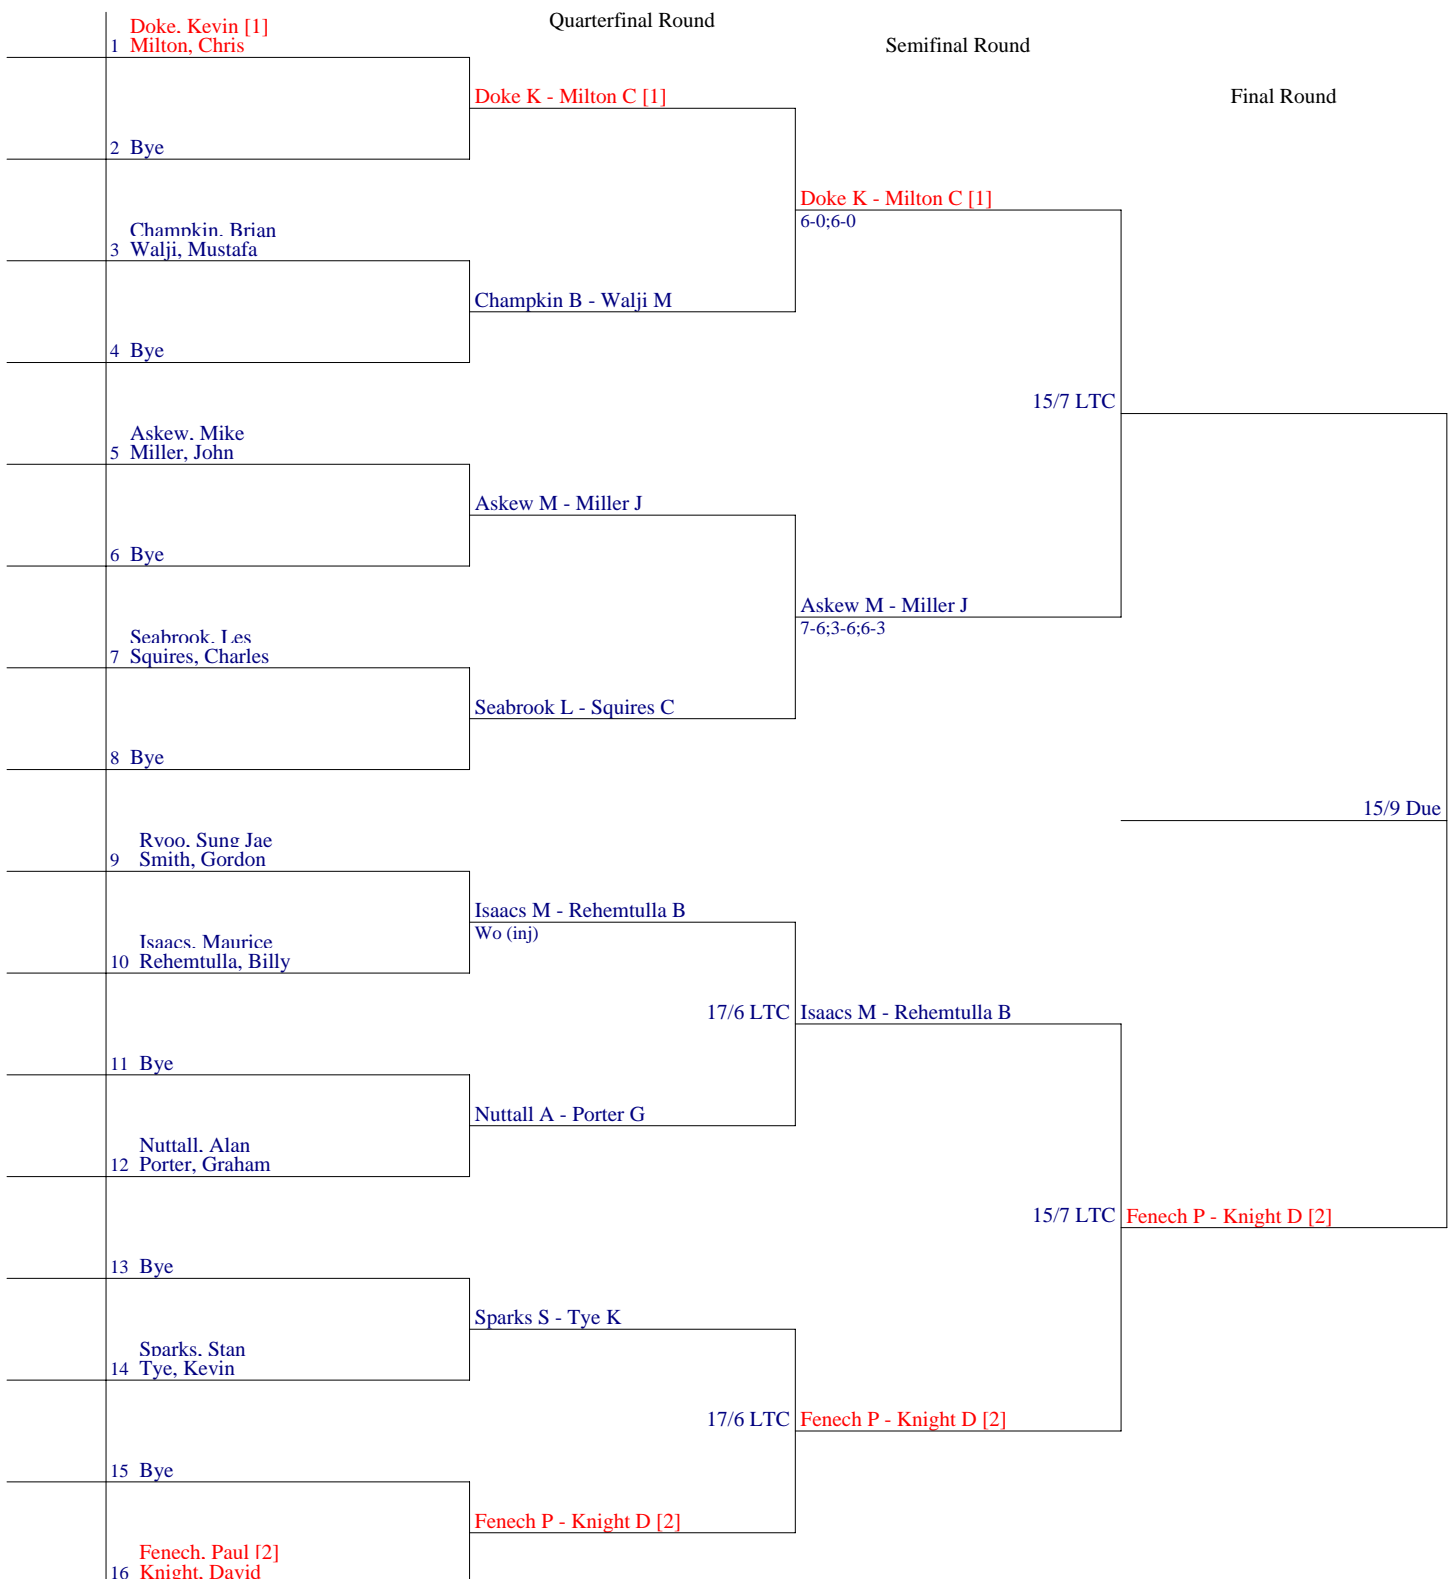 Quarterfinal Round
Semifinal Round
Final Round
Doke, Kevin [1]
1 Milton, Chris
Doke K - Milton C [1]
2 Bye
Doke K - Milton C [1]
6-0;6-0
Champkin, Brian
3 Walji, Mustafa
Champkin B - Walji M
4 Bye
15/7 LTC
Askew, Mike
5 Miller, John
Askew M - Miller J
6 Bye
Askew M - Miller J
7-6;3-6;6-3
Seabrook, Les
7 Squires, Charles
Seabrook L - Squires C
8 Bye
15/9 Due
Ryoo, Sung Jae
9 Smith, Gordon
Isaacs M - Rehemtulla B
Wo (inj)
Isaacs, Maurice
10 Rehemtulla, Billy
17/6 LTC Isaacs M - Rehemtulla B
11 Bye
Nuttall A - Porter G
Nuttall, Alan
12 Porter, Graham
15/7 LTC Fenech P - Knight D [2]
13 Bye
Sparks S - Tye K
Sparks, Stan
14 Tye, Kevin
17/6 LTC Fenech P - Knight D [2]
15 Bye
Fenech P - Knight D [2]
Fenech, Paul [2]
16 Knight, David